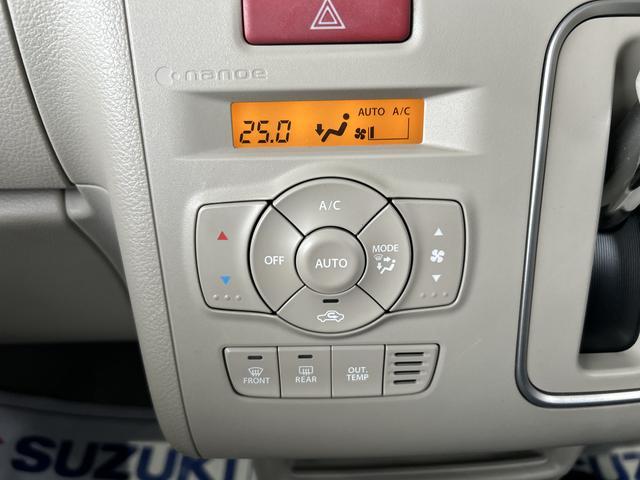 nanoe
AUTO A/C
25.0
A/C
OFF
AUTO
MODE
FRONT
REAR
OUT.
TEMP
SUZUKI